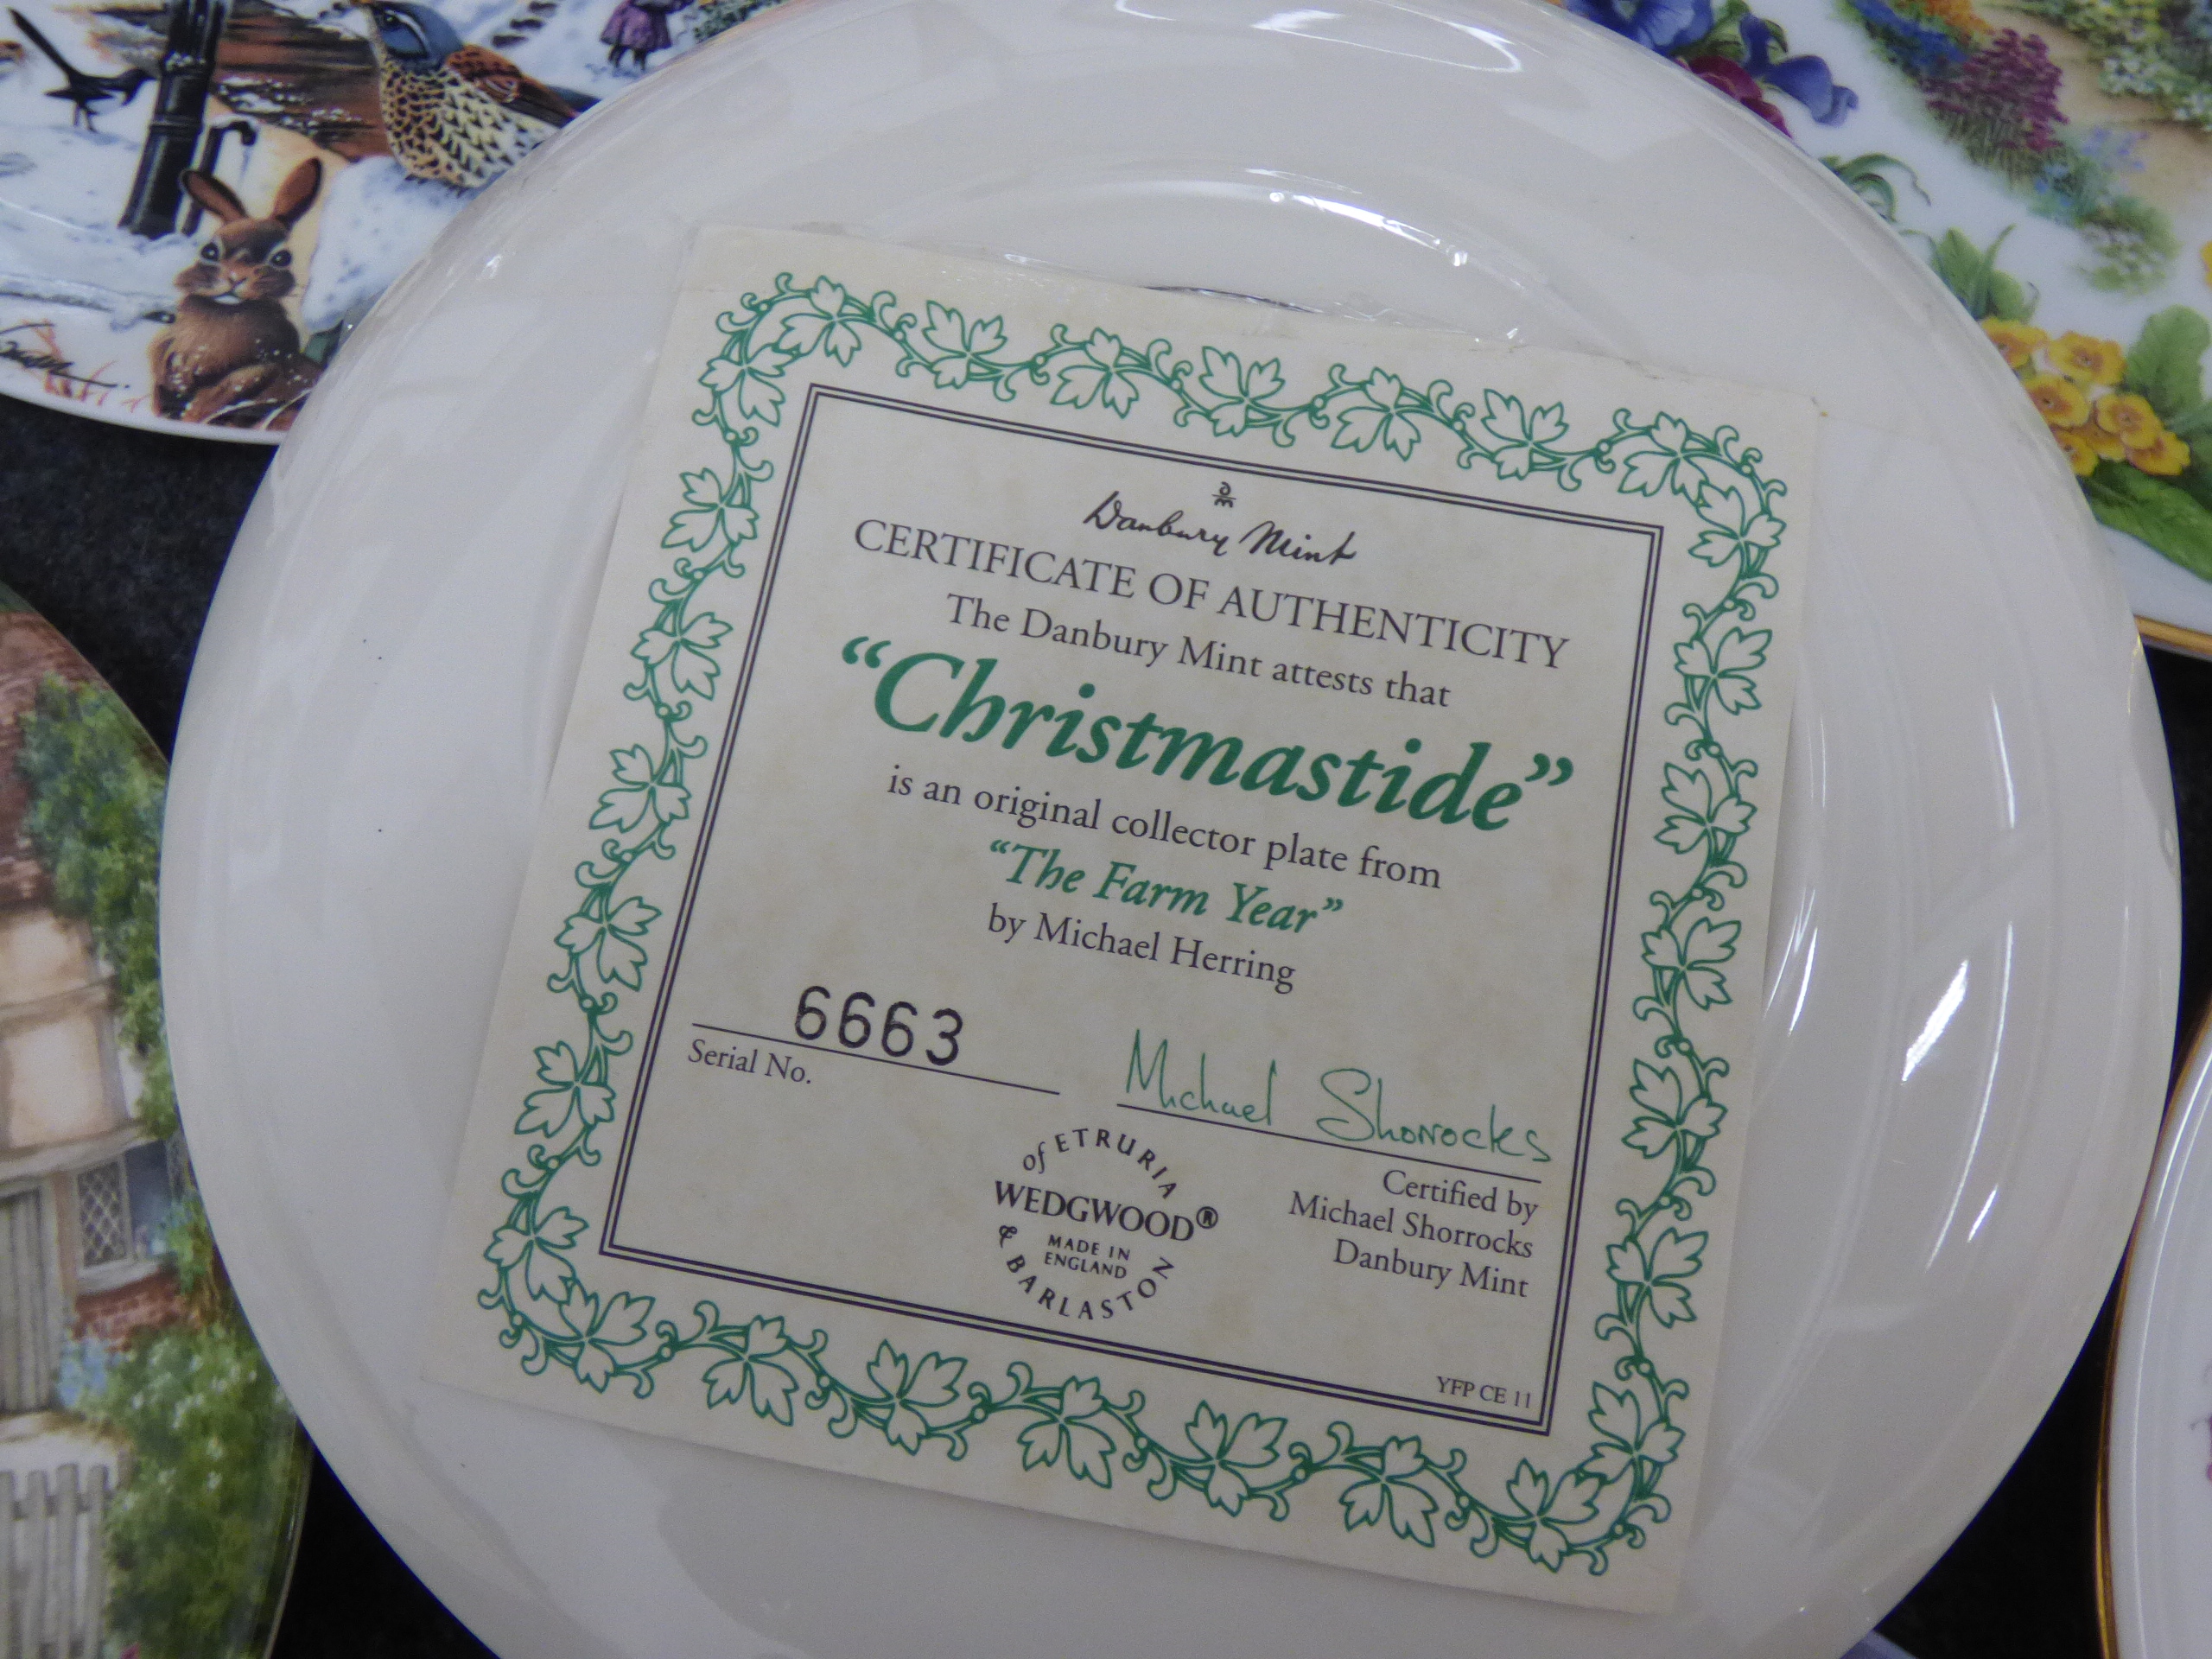 Danbury Mint
CERTIFICATE OF AUTHENTICITY
The Danbury Mint attests that
“Christmastide”
is an original collector plate from
“The Farm Year”
by Michael Herring
6663
Serial No.
Michael Shorrocks
Certified by
Michael Shorrocks
Danbury Mint
of ETRURIA
WEDGWOOD®
MADE IN
ENGLAND
& BARLASTON
YFP CE 11